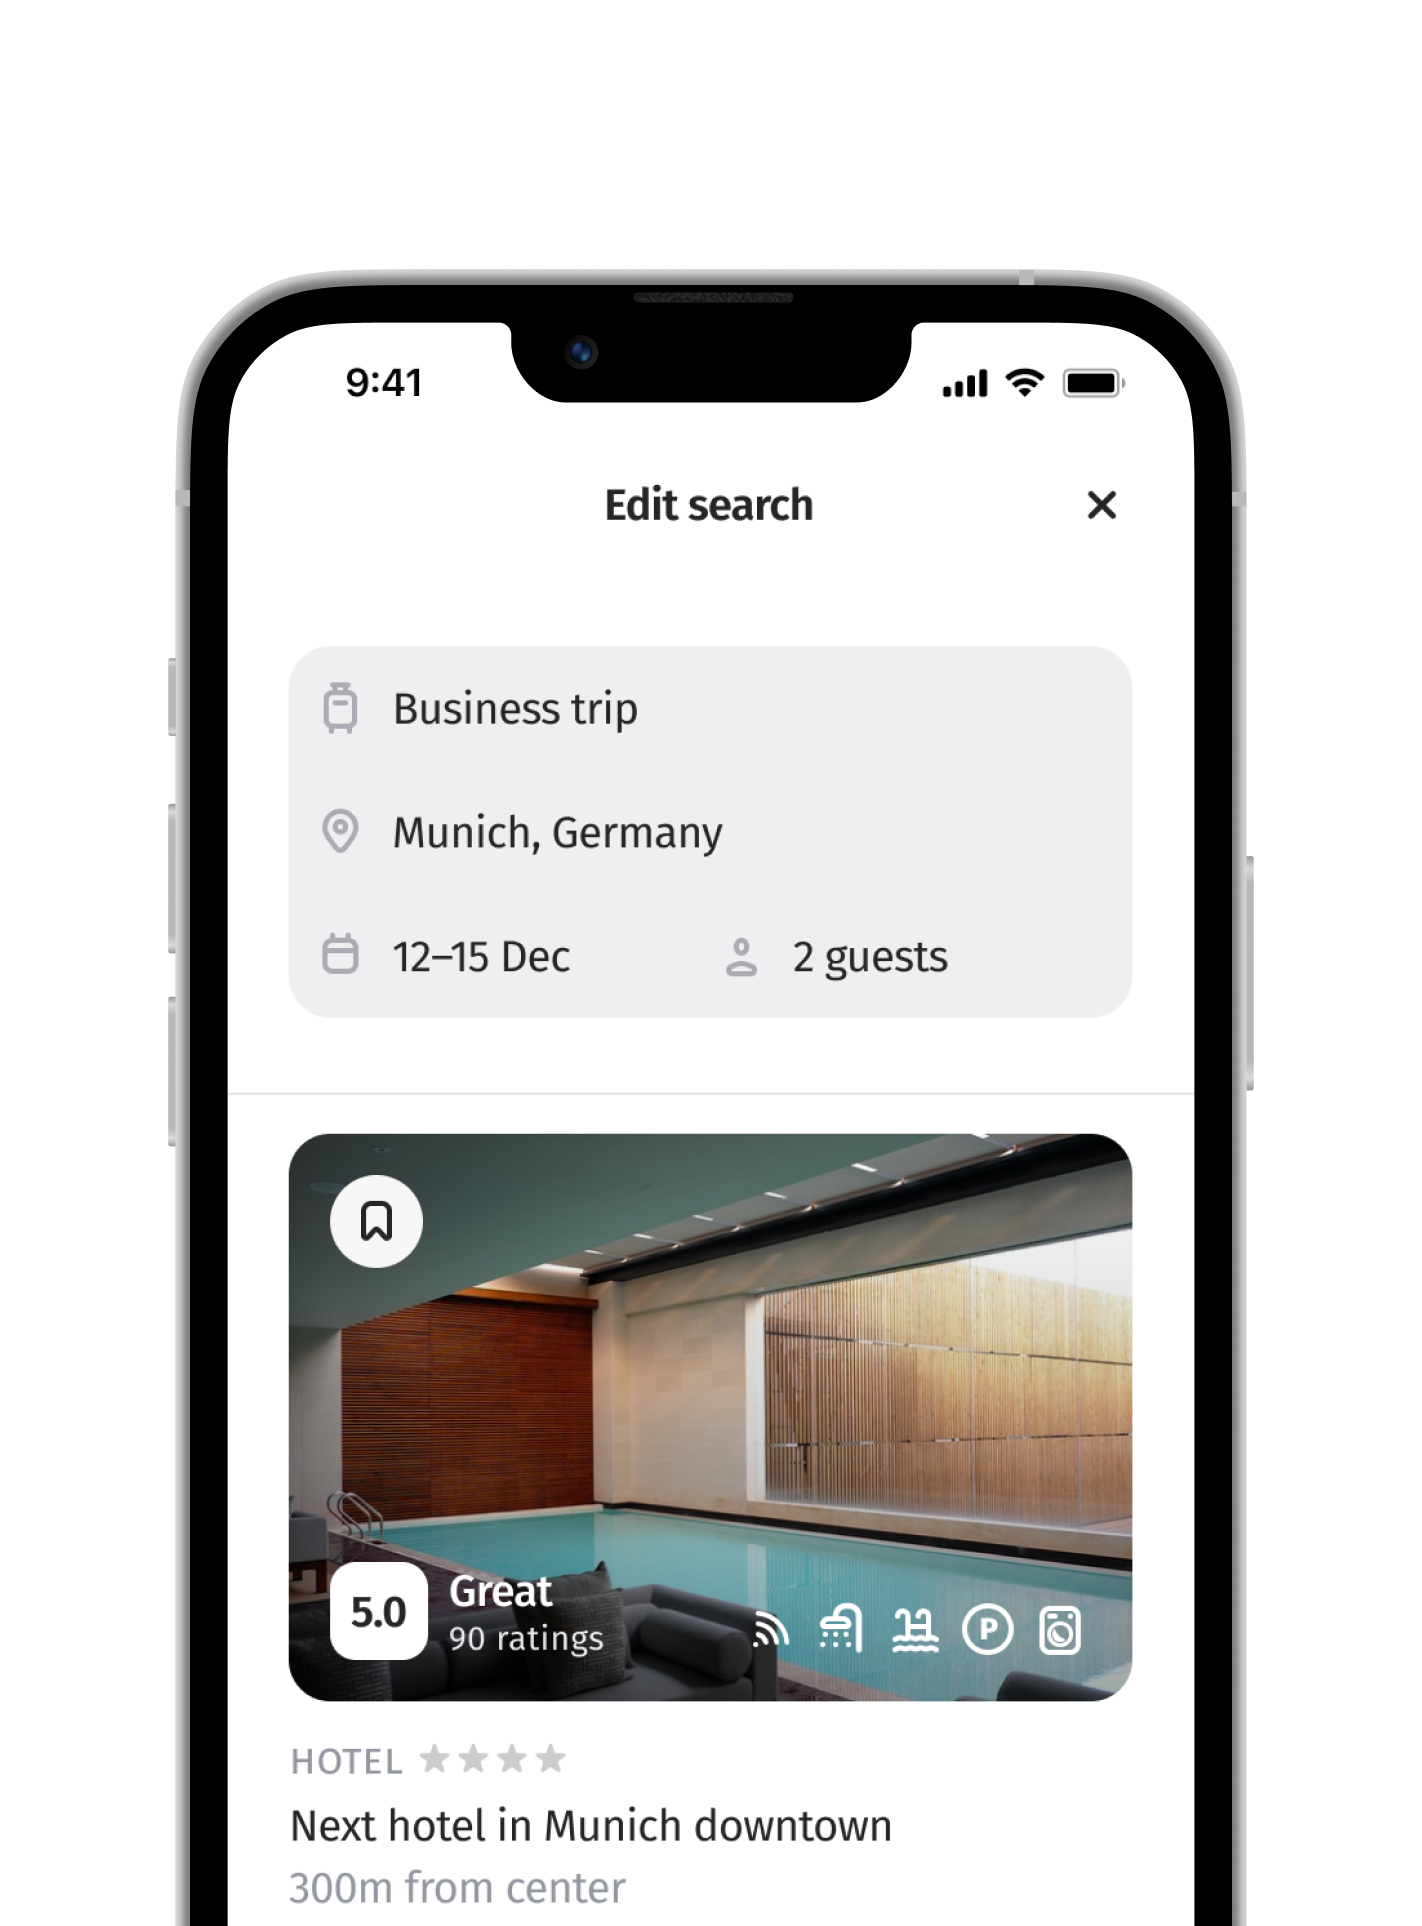 9:41
Edit search
Business trip
Munich, Germany
12–15 Dec 2 guests
5.0 Great
90 ratings
P
HOTEL
Next hotel in Munich downtown
300m from center